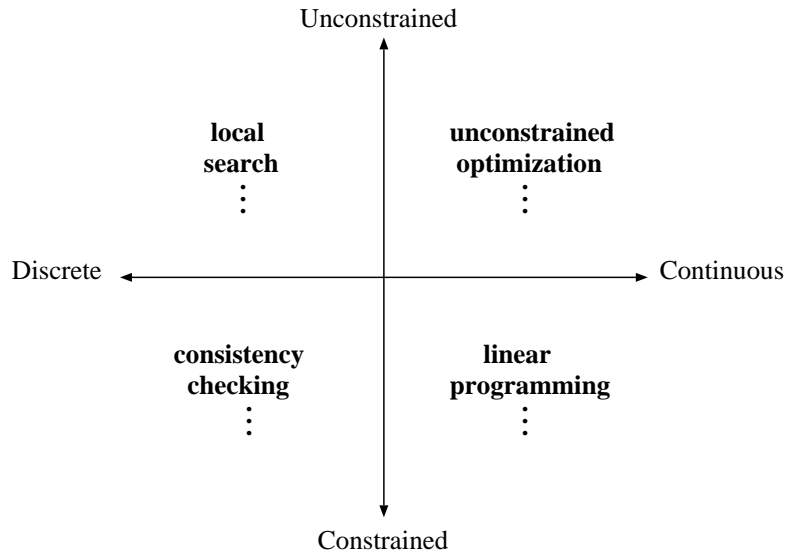 Unconstrained
local
search
⋮
unconstrained
optimization
⋮
Discrete
Continuous
consistency
checking
⋮
linear
programming
⋮
Constrained